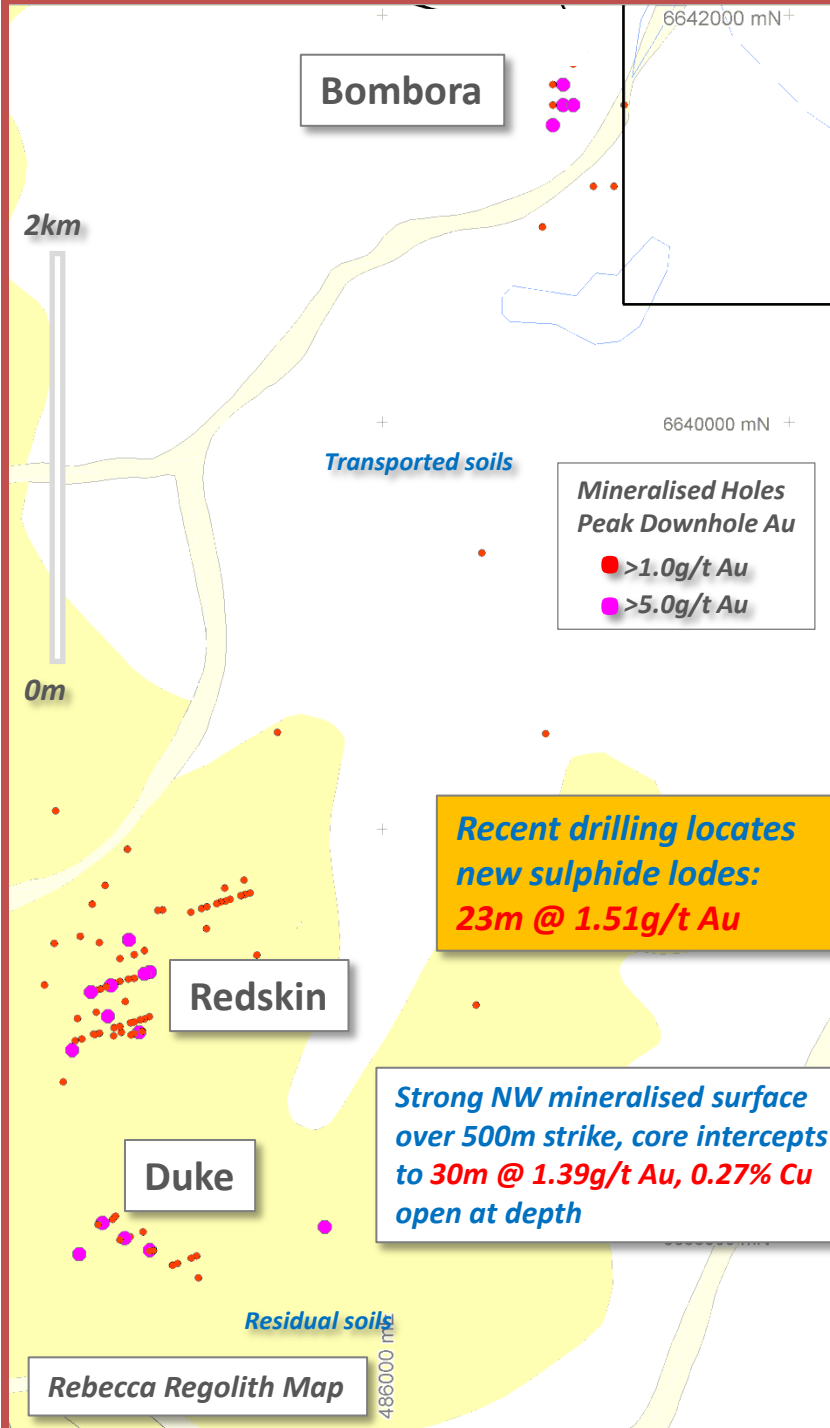 6642000 mN
Bombora
2km
6640000 mN
Transported soils
Mineralised Holes
Peak Downhole Au
>1.0g/t Au
>5.0g/t Au
0m
Recent drilling locates
new sulphide lodes:
23m @ 1.51g/t Au
Redskin
Strong NW mineralised surface
over 500m strike, core intercepts
to 30m @ 1.39g/t Au, 0.27% Cu
open at depth
Duke
Residual soils
486000 mE
Rebecca Regolith Map